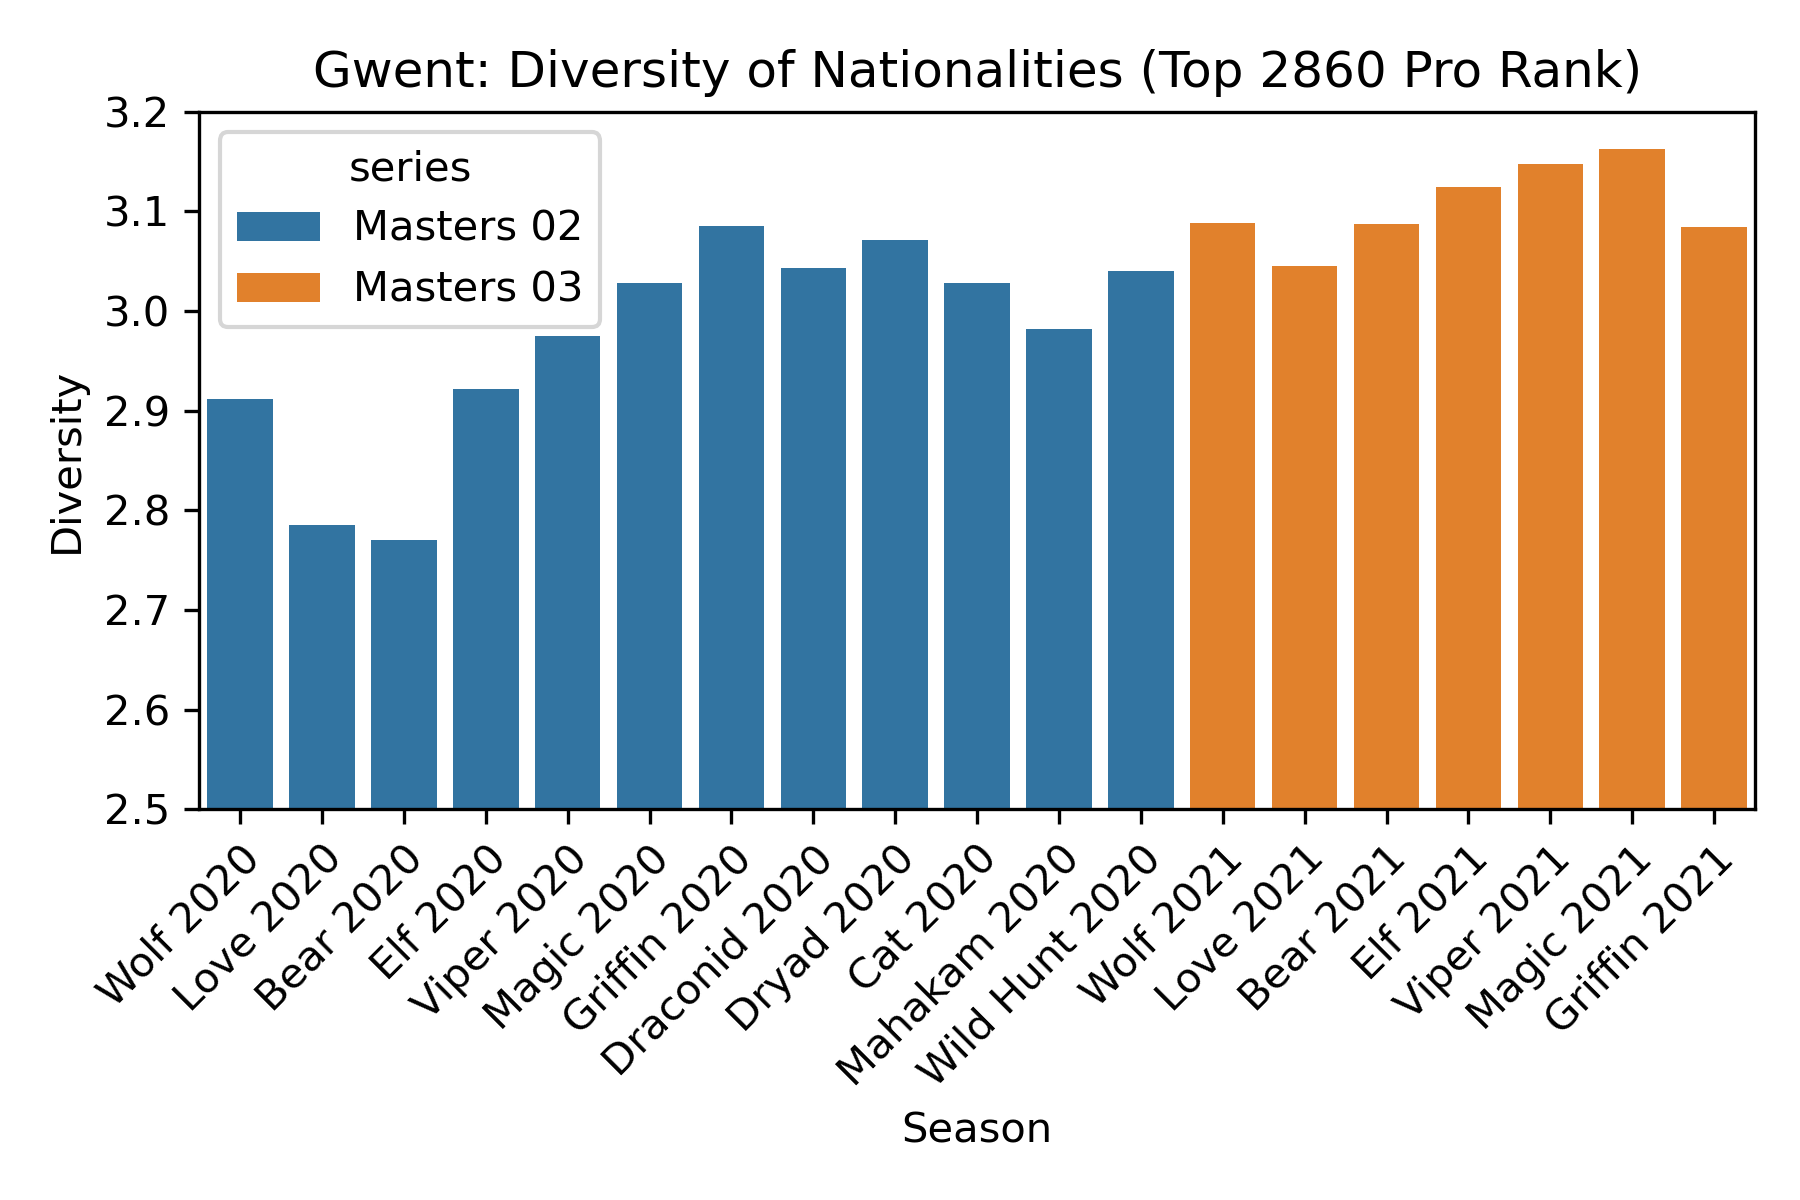 Gwent: Diversity of Nationalities (Top 2860 Pro Rank)
series
Masters 02
Masters 03
Diversity
3.2
3.1
3.0
2.9
2.8
2.7
2.6
2.5
Wolf 2020
Love 2020
Bear 2020
Elf 2020
Viper 2020
Magic 2020
Griffin 2020
Draconid 2020
Dryad 2020
Cat 2020
Mahakam 2020
Wild Hunt 2020
Wolf 2021
Love 2021
Bear 2021
Elf 2021
Viper 2021
Magic 2021
Griffin 2021
Season